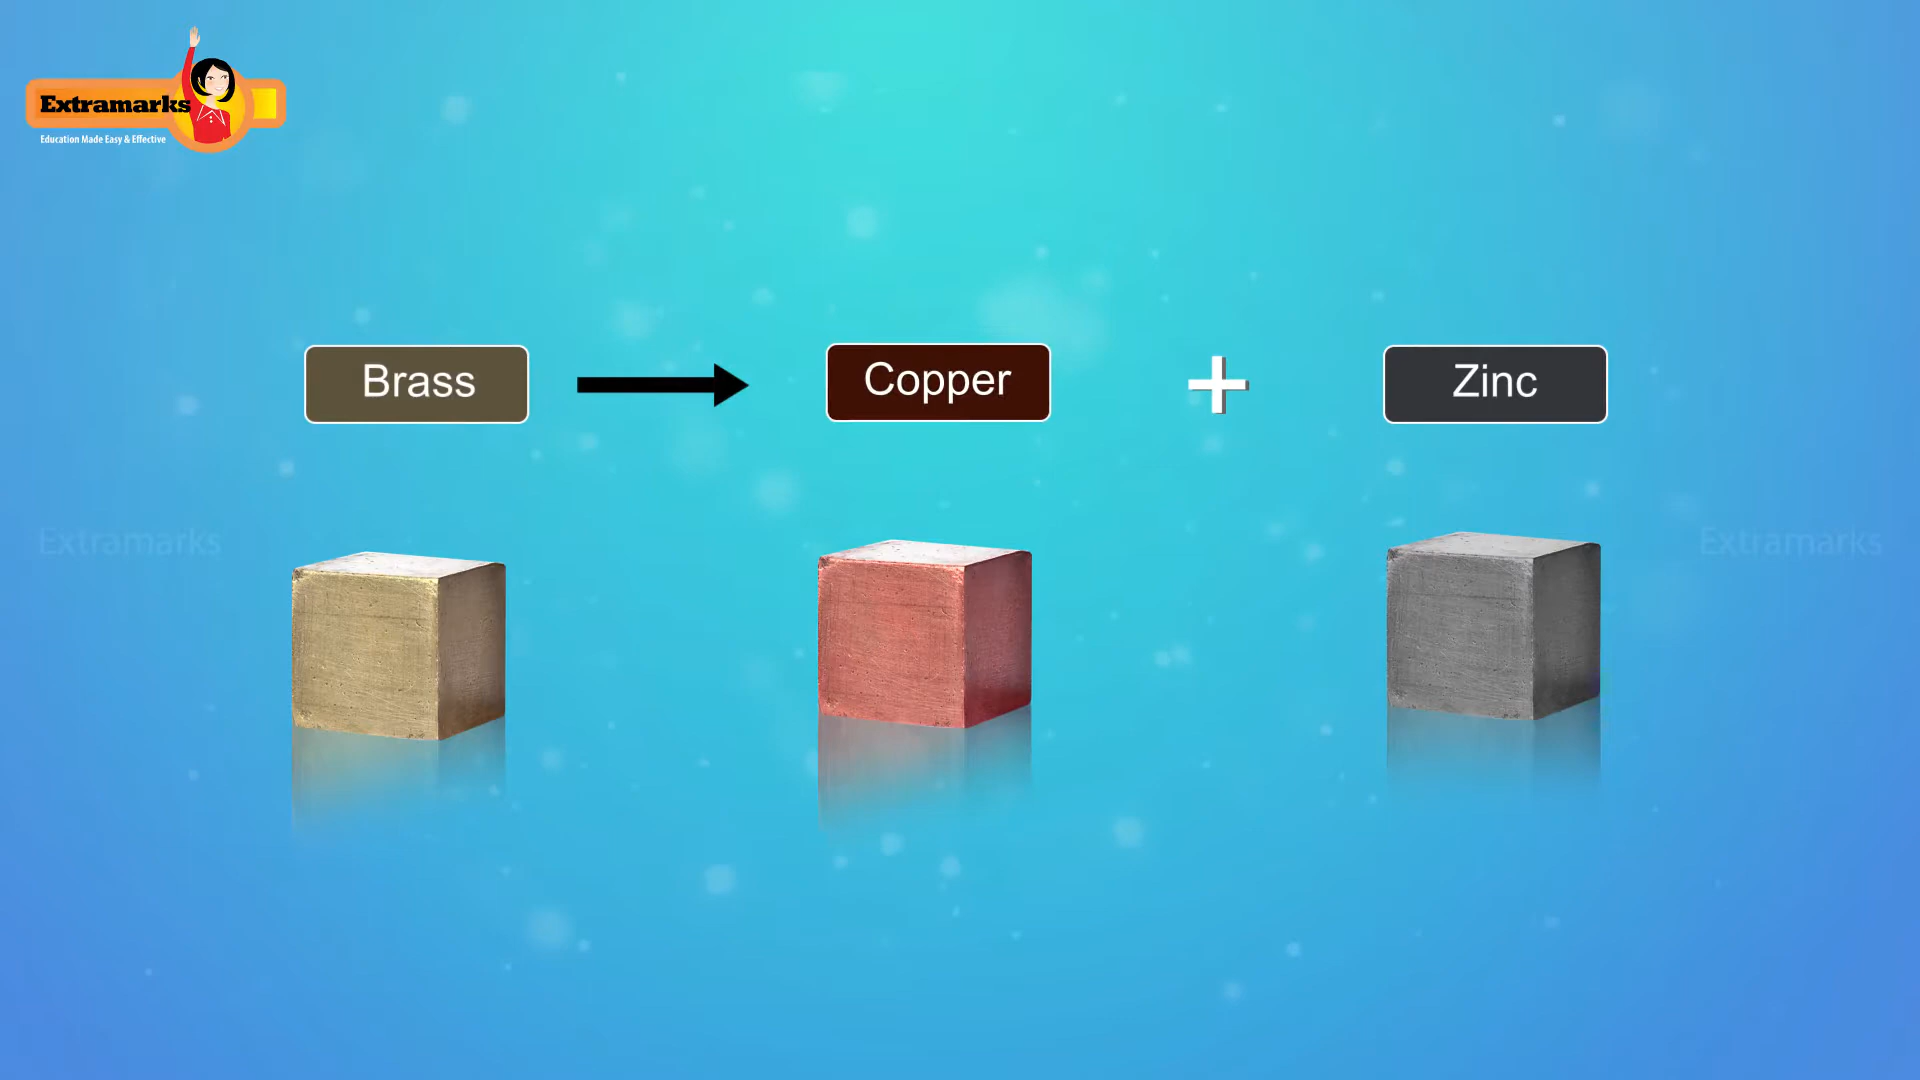 Extramarks
Education Made Easy & Effective
Brass
Copper
+
Zinc
Extramarks
Extramarks